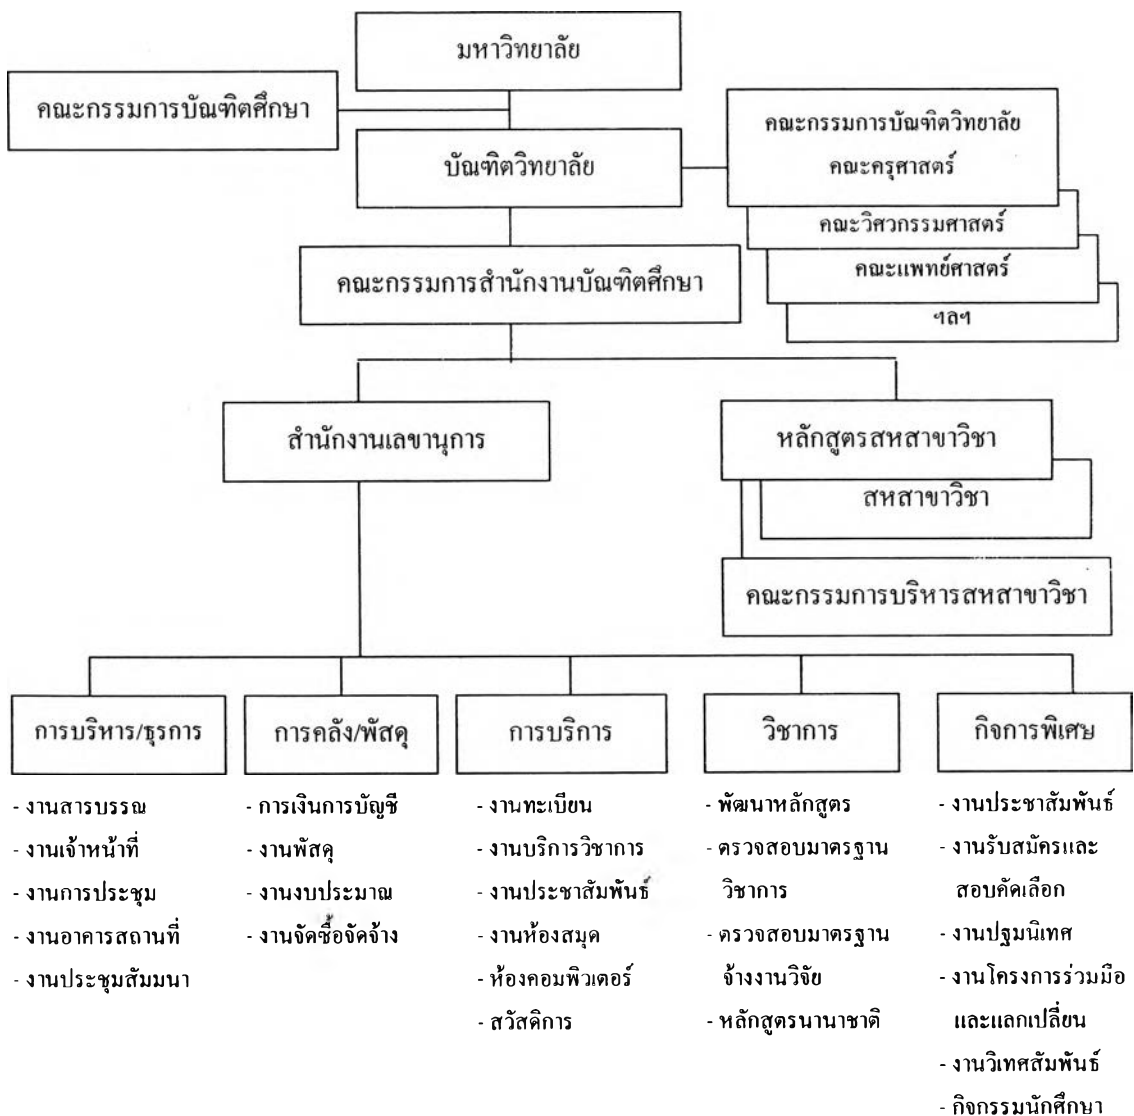 มหาวิทยาลัย
คณะกรรมการบัณฑิตศึกษา
บัณฑิตวิทยาลัย
คณะกรรมการบัณฑิตวิทยาลัย
คณะครุศาสตร์
คณะวิศวกรรมศาสตร์
คณะแพทย์ศาสตร์
ฯลฯ
คณะกรรมการสำนักงานบัณฑิตศึกษา
สำนักงานเลขานุการ
หลักสูตรสหสาขาวิชา
สหสาขาวิชา
คณะกรรมการบริหารสหสาขาวิชา
การบริหาร/ธุรการ
- งานสารบรรณ
- งานเจ้าหน้าที่
- งานการประชุม
- งานอาคารสถานที่
- งานประชุมสัมมนา
การคลัง/พัสดุ
- การเงินการบัญชี
- งานพัสดุ
- งานงบประมาณ
- งานจัดซื้อจัดจ้าง
การบริการ
- งานทะเบียน
- งานบริการวิชาการ
- งานประชาสัมพันธ์
- งานห้องสมุด
- ห้องคอมพิวเตอร์
- สวัสดิการ
วิชาการ
- พัฒนาหลักสูตร
- ตรวจสอบมาตรฐาน
วิชาการ
- ตรวจสอบมาตรฐาน
จ้างงานวิจัย
- หลักสูตรนานาชาติ
กิจการพิเศษ
- งานประชาสัมพันธ์
- งานรับสมัครและ
สอบคัดเลือก
- งานปฐมนิเทศ
- งานโครงการร่วมมือ
และแลกเปลี่ยน
- งานวิเทศสัมพันธ์
- กิจกรรมนักศึกษา